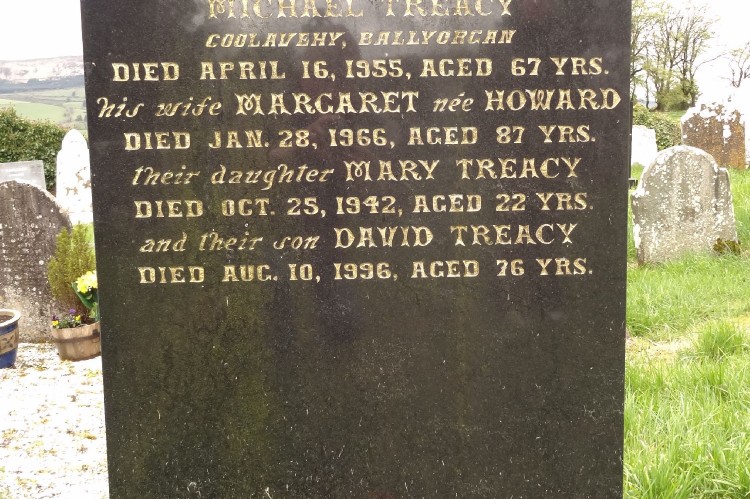 MICHAEL TREACY
COOLAVEHY, BALLYORGAN
DIED APRIL 16, 1955, AGED 67 YRS.
his wife MARGARET née HOWARD
DIED JAN. 28, 1966, AGED 87 YRS.
their daughter MARY TREACY
DIED OCT. 25, 1942, AGED 22 YRS.
and their son DAVID TREACY
DIED AUG. 10, 1996, AGED 76 YRS.